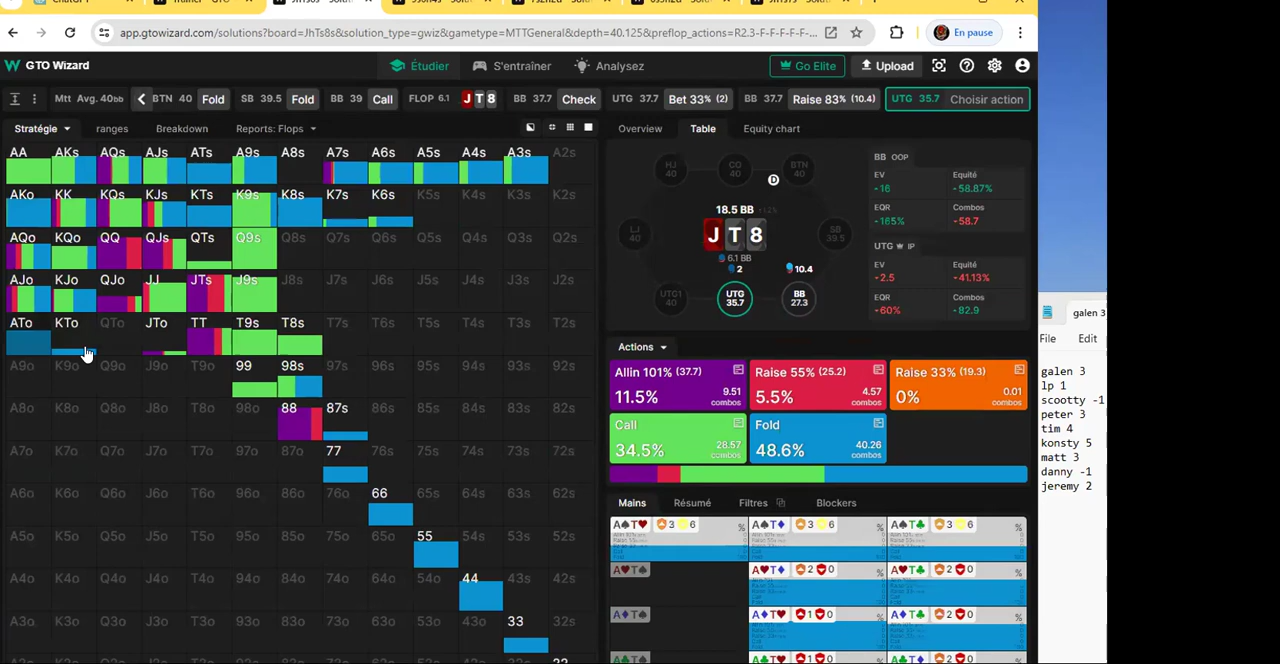 ChatGPT
app.gtowizard.com/solutions?board=JhTs8s&solution_type=gwiz&gametype=MTTGeneral&depth=40.125&preflop_actions=R2.3-F-F-F-F-F-...
En pause
GTO Wizard
Étudier
S'entraîner
Analysez
Go Elite
Upload
Mtt Avg. 40bb
BTN 40 Fold
SB 39.5 Fold
BB 39 Call
FLOP 6.1 J T 8
BB 37.7 Check
UTG 37.7 Bet 33% (2)
BB 37.7 Raise 83% (10.4)
UTG 35.7 Choisir action
Stratégie
ranges
Breakdown
Reports: Flops
Overview
Table
Equity chart
AA AKs AQs AJs ATs A9s A8s A7s A6s A5s A4s A3s A2s
AKo KK KQs KJs KTs K9s K8s K7s K6s K5s K4s K3s K2s
AQo KQo QQ QJs QTs Q9s Q8s Q7s Q6s Q5s Q4s Q3s Q2s
AJo KJo QJo JJ JTs J9s J8s J7s J6s J5s J4s J3s J2s
ATo KTo QTo JTo TT T9s T8s T7s T6s T5s T4s T3s T2s
A9o K9o Q9o J9o T9o 99 98s 97s 96s 95s 94s 93s 92s
A8o K8o Q8o J8o T8o 98o 88 87s 86s 85s 84s 83s 82s
A7o K7o Q7o J7o T7o 97o 87o 77 76s 75s 74s 73s 72s
A6o K6o Q6o J6o T6o 96o 86o 76o 66 65s 64s 63s 62s
A5o K5o Q5o J5o T5o 95o 85o 75o 65o 55 54s 53s 52s
A4o K4o Q4o J4o T4o 94o 84o 74o 64o 54o 44 43s 42s
A3o K3o Q3o J3o T3o 93o 83o 73o 63o 53o 43o 33 32s
HJ
40
CO
40
BTN
40
LJ
40
SB
39.5
UTG1
40
UTG
35.7
BB
27.3
18.5 BB
J T 8
6.1 BB
2
10.4
BB OOP
EV
-16
Equité
-58.87%
EQR
-165%
Combos
-58.7
UTG IP
EV
-2.5
Equité
-41.13%
EQR
-60%
Combos
-82.9
Actions
Allin 101% (37.7)
11.5%
9.51
combos
Raise 55% (25.2)
5.5%
4.57
combos
Raise 33% (19.3)
0%
0.01
combos
Call
34.5%
28.57
combos
Fold
48.6%
40.26
combos
Mains
Résumé
Filtres
Blockers
galen 3
File
Edit
galen 3
lp 1
scootty -1
peter 3
tim 4
konsty 5
matt 3
danny -1
jeremy 2